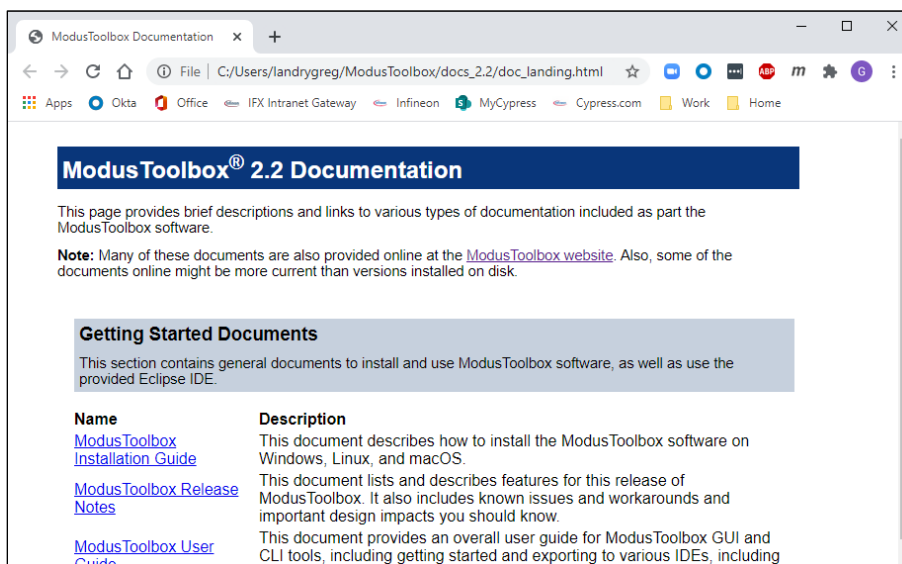 ModusToolbox Documentation
File | C:/Users/landrygreg/ModusToolbox/docs_2.2/doc_landing.html
ABP
m
G
Apps Okta Office IFX Intranet Gateway Infineon MyCypress Cypress.com Work Home
ModusToolbox® 2.2 Documentation
This page provides brief descriptions and links to various types of documentation included as part the
ModusToolbox software.
Note: Many of these documents are also provided online at the ModusToolbox website. Also, some of the
documents online might be more current than versions installed on disk.
Getting Started Documents
This section contains general documents to install and use ModusToolbox software, as well as use the
provided Eclipse IDE.
Name Description
ModusToolbox This document describes how to install the ModusToolbox software on
Installation Guide Windows, Linux, and macOS.
This document lists and describes features for this release of
ModusToolbox Release ModusToolbox. It also includes known issues and workarounds and
Notes important design impacts you should know.
This document provides an overall user guide for ModusToolbox GUI and
ModusToolbox User CLI tools, including getting started and exporting to various IDEs, including
Guide